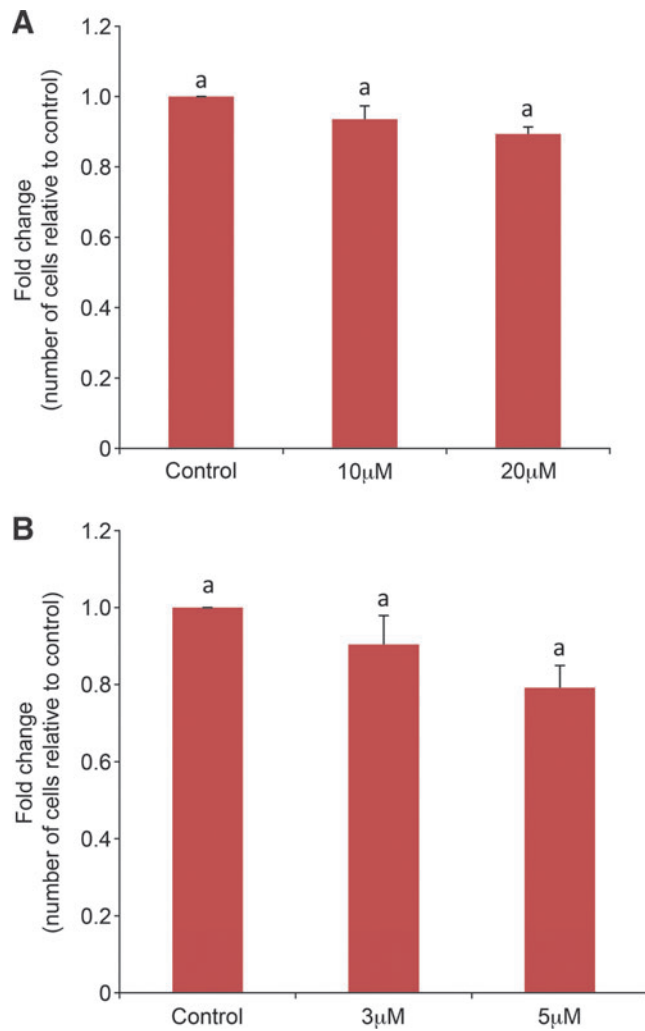 A
Fold change
(number of cells relative to control)
1.2
1.0
0.8
0.6
0.4
0.2
0
a
a
a
Control
10μM
20μM
B
Fold change
(number of cells relative to control)
1.2
1.0
0.8
0.6
0.4
0.2
0
a
a
a
Control
3μM
5μM